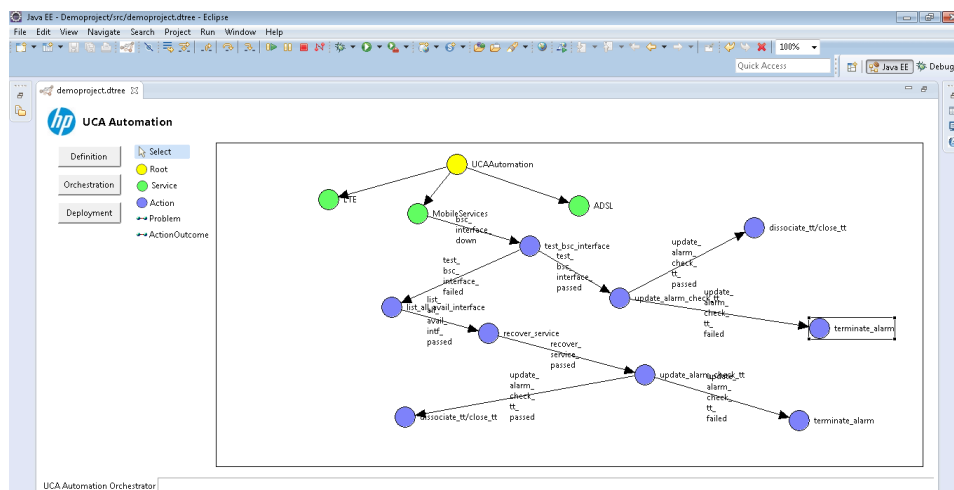 Java EE - Demoproject/src/demoproject.dtree - Eclipse
File Edit View Navigate Search Project Run Window Help
100%
Quick Access
Java EE
Debug
demoproject.dtree
hp
UCA Automation
Definition
Orchestration
Deployment
Select
Root
Service
Action
Problem
ActionOutcome
UCAAutomation
LTE
MobileServices
ADSL
bsc_
interface_
down
test_bsc_interface
dissociate_tt/close_tt
test_
bsc_
interface_
failed
test_
bsc_
interface_
passed
update_
alarm_
check_
tt_
passed
list_all_avail_interface
update_alarm_check_tt
update_
alarm_
check_
tt_
failed
terminate_alarm
list_
all_
avail_
intf_
passed
recover_service
recover_
service_
passed
update_alarm_check_tt
update_
alarm_
check_
tt_
passed
update_
alarm_
check_
tt_
failed
dissociate_tt/close_tt
terminate_alarm
UCA Automation Orchestrator